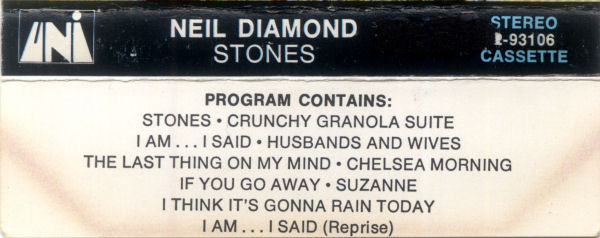 UNi
NEIL DIAMOND
STONES
STEREO
2-93106
CASSETTE
PROGRAM CONTAINS:
STONES • CRUNCHY GRANOLA SUITE
I AM . . . I SAID • HUSBANDS AND WIVES
THE LAST THING ON MY MIND • CHELSEA MORNING
IF YOU GO AWAY • SUZANNE
I THINK IT'S GONNA RAIN TODAY
I AM . . . I SAID (Reprise)